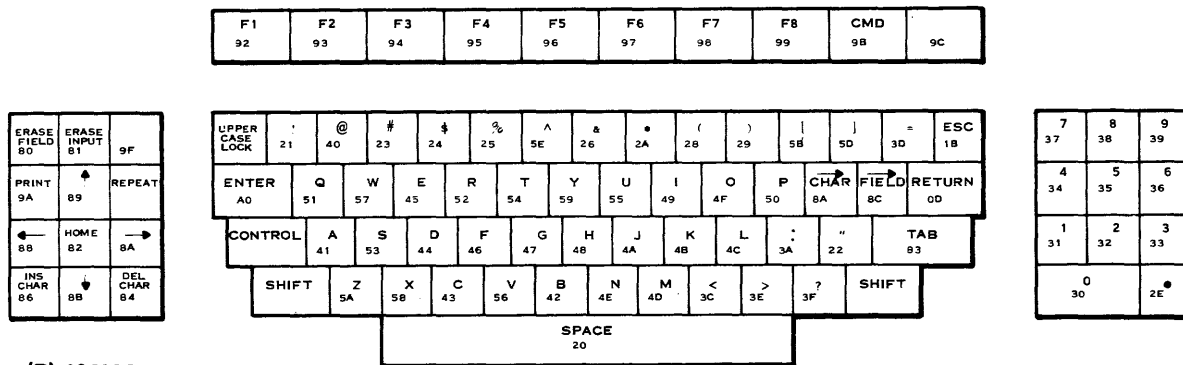 F1 F2 F3 F4 F5 F6 F7 F8 CMD
92 93 94 95 96 97 98 99 9B 9C
ERASE FIELD 80 ERASE INPUT 81 9F
PRINT 9A ↑ 89 REPEAT
← 88 HOME 82 → 8A
INS CHAR 86 ↓ 8B DEL CHAR 84
UPPER CASE LOCK ! 21 @ 40 # 23 $ 24 % 25 ^ 5E & 26 * 2A ( 28 ) 29 [ 5B ] 5D = 3D ESC 1B
ENTER A0 Q 51 W 57 E 45 R 52 T 54 Y 59 U 55 I 49 O 4F P 50 → CHAR 8A → FIELD 8C RETURN 0D
CONTROL A 41 S 53 D 44 F 46 G 47 H 48 J 4A K 4B L 4C : 3A " 22 TAB 83
SHIFT Z 5A X 58 C 43 V 56 B 42 N 4E M 4D < 3C > 3E ? 3F SHIFT
SPACE
20
7 37 8 38 9 39
4 34 5 35 6 36
1 31 2 32 3 33
0 30 . 2E